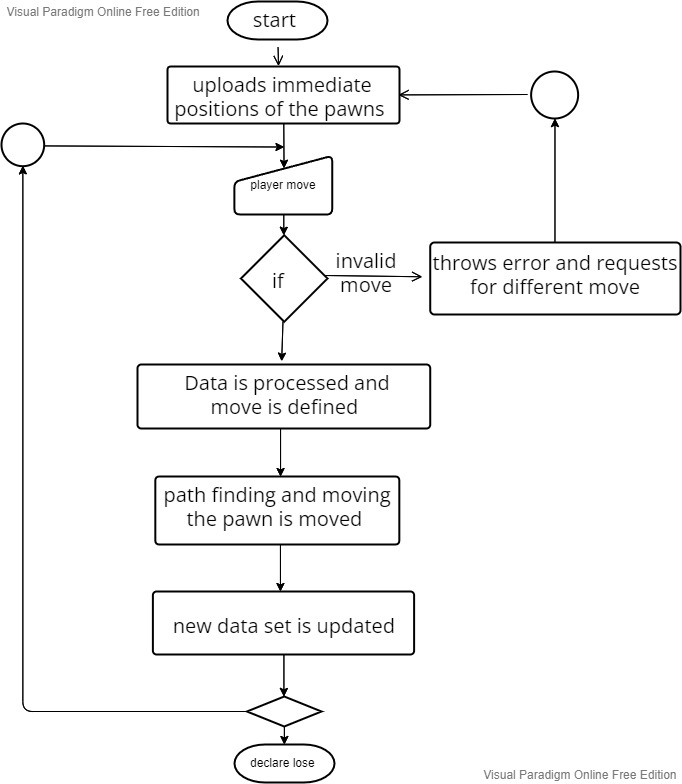 Visual Paradigm Online Free Edition
start
uploads immediate
positions of the pawns
player move
if
invalid
move
throws error and requests
for different move
Data is processed and
move is defined
path finding and moving
the pawn is moved
new data set is updated
declare lose
Visual Paradigm Online Free Edition